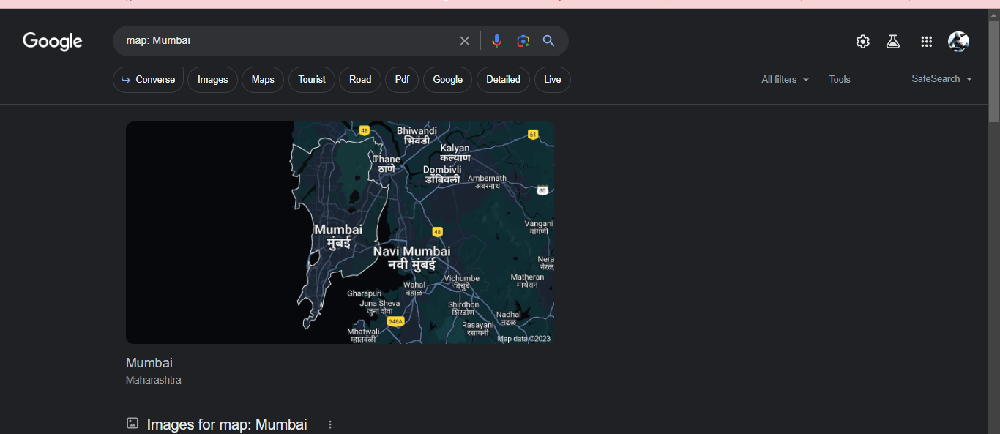 Google
map: Mumbai
Converse
Images
Maps
Tourist
Road
Pdf
Google
Detailed
Live
All filters
Tools
SafeSearch
48
Bhiwandi
भिवंडी
61
Kalyan
कल्याण
Thane
ठाणे
Dombivli
डोंबिवली
Ambernath
अंबरनाथ
80
Vangani
वांगणी
Mumbai
मुंबई
48
Navi Mumbai
नवी मुंबई
Nera
नेरळ
Vichumbe
विचुंबे
Matheran
माथेरान
Wahal
वहाळ
Gharapuri
Juna Sheva
जुना शेवा
Shirdhon
शिरढोण
Nadhal
नढळ
348A
Rasayani
रसायनी
Mhatwali
म्हातवळी
Map data ©2023
Mumbai
Maharashtra
Images for map: Mumbai